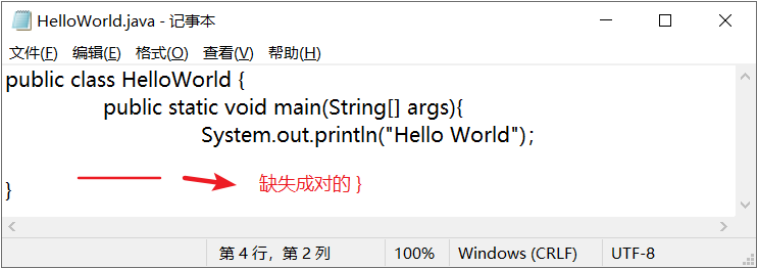 HelloWorld.java - 记事本
文件(F) 编辑(E) 格式(O) 查看(V) 帮助(H)
public class HelloWorld {
public static void main(String[] args){
System.out.println("Hello World");
缺失成对的 }
}
第 4 行，第 2 列 100% Windows (CRLF) UTF-8